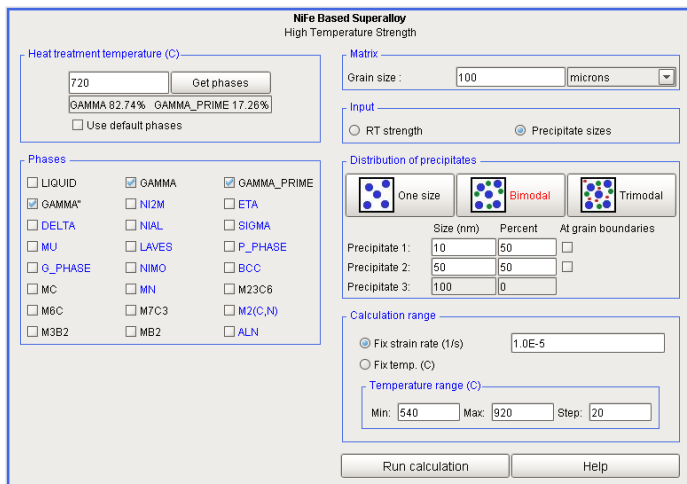 NiFe Based Superalloy
High Temperature Strength
Heat treatment temperature (C)
720 Get phases
GAMMA 82.74% GAMMA_PRIME 17.26%
Use default phases
Phases
LIQUID GAMMA GAMMA_PRIME
GAMMA" NI2M ETA
DELTA NIAL SIGMA
MU LAVES P_PHASE
G_PHASE NIMO BCC
MC MN M23C6
M6C M7C3 M2(C,N)
M3B2 MB2 ALN
Matrix
Grain size : 100 microns
Input
RT strength Precipitate sizes
Distribution of precipitates
One size Bimodal Trimodal
Size (nm) Percent At grain boundaries
Precipitate 1: 10 50
Precipitate 2: 50 50
Precipitate 3: 100 0
Calculation range
Fix strain rate (1/s) 1.0E-5
Fix temp. (C)
Temperature range (C)
Min: 540 Max: 920 Step: 20
Run calculation Help